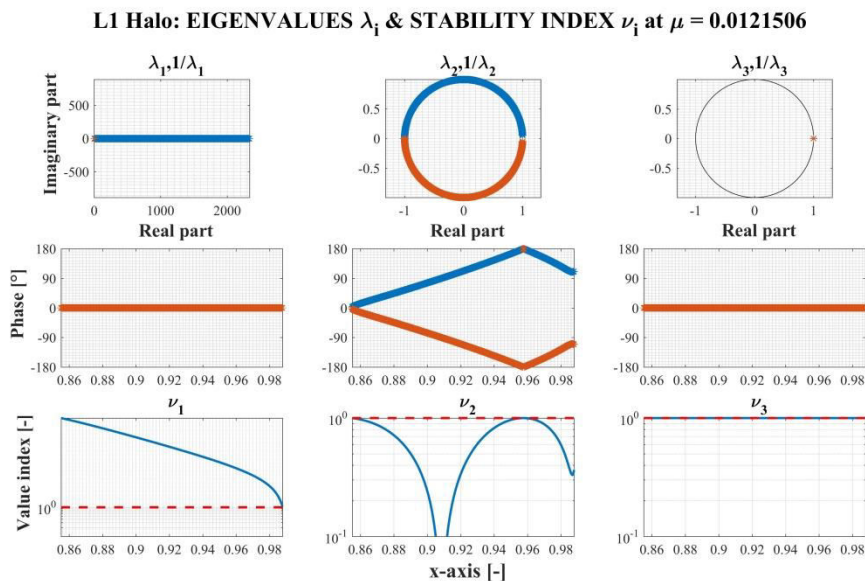 L1 Halo: EIGENVALUES λi & STABILITY INDEX νi at μ = 0.0121506
λ1,1/λ1
λ2,1/λ2
λ3,1/λ3
Imaginary part
500
0
-500
0 1000 2000
Real part
0.5
0
-0.5
-1 0 1
Real part
0.5
0
-0.5
-1 0 1
Real part
Phase [°]
180
90
0
-90
-180
0.86 0.88 0.9 0.92 0.94 0.96 0.98
180
90
0
-90
-180
0.86 0.88 0.9 0.92 0.94 0.96 0.98
180
90
0
-90
-180
0.86 0.88 0.9 0.92 0.94 0.96 0.98
ν1
ν2
ν3
Value index [-]
10^0
0.86 0.88 0.9 0.92 0.94 0.96 0.98
10^0
10^-1
0.86 0.88 0.9 0.92 0.94 0.96 0.98
10^0
10^-1
0.86 0.88 0.9 0.92 0.94 0.96 0.98
x-axis [-]